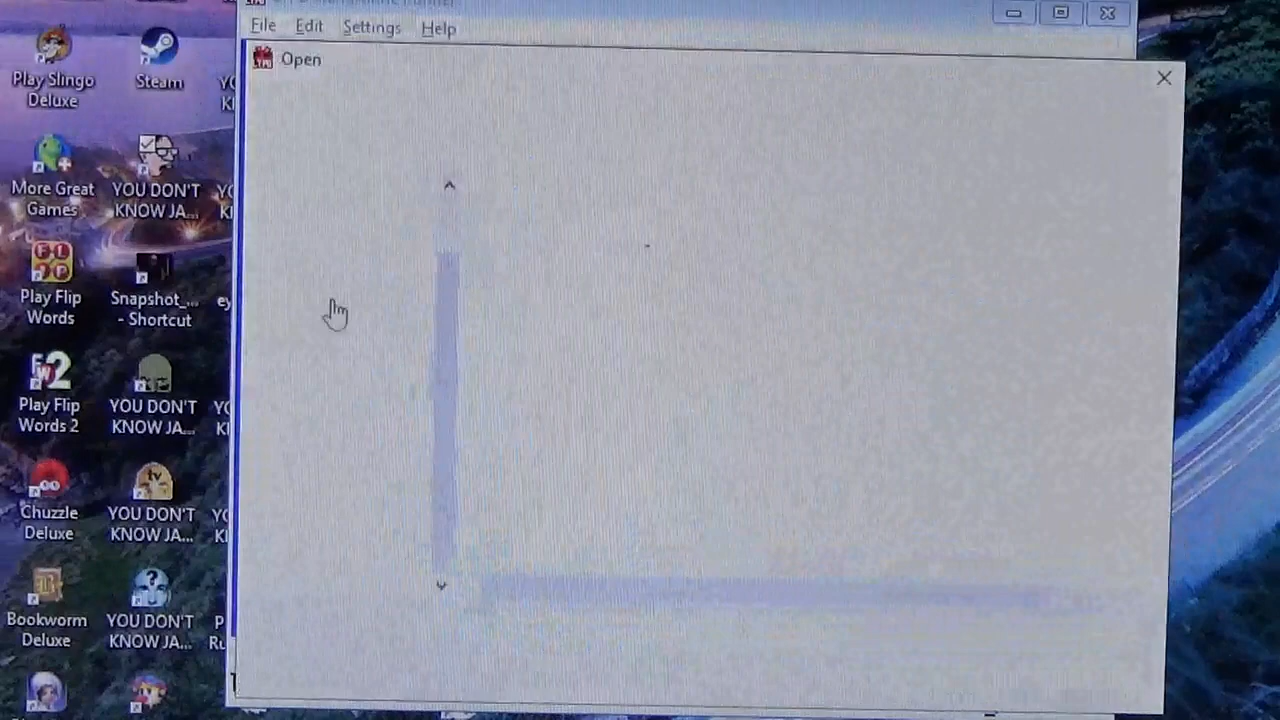 File Edit Settings Help
Open
Play Slingo
Deluxe
Steam
More Great
Games
YOU DON'T
KNOW JA...
Play Flip
Words
Snapshot_...
- Shortcut
Play Flip
Words 2
YOU DON'T
KNOW JA...
Chuzzle
Deluxe
YOU DON'T
KNOW JA...
Bookworm
Deluxe
YOU DON'T
KNOW JA...